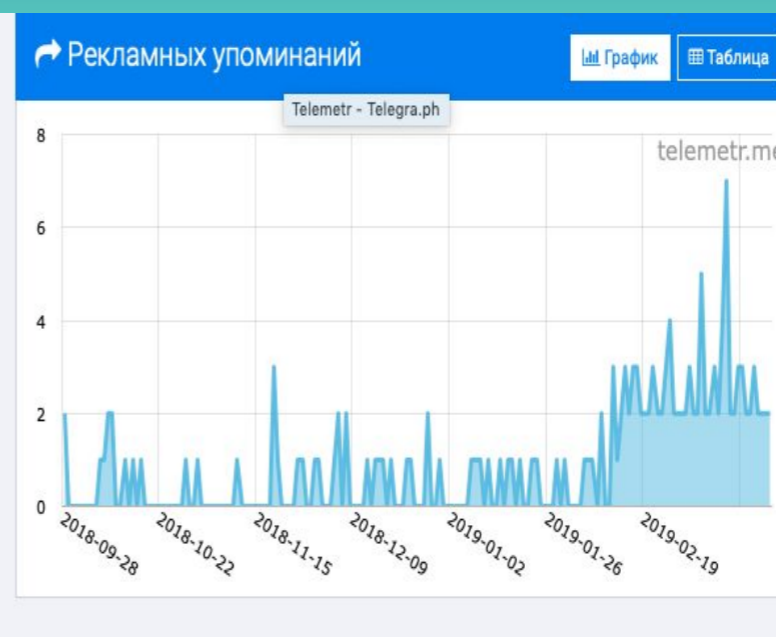 Рекламных упоминаний
График
Таблица
Telemetr - Telegra.ph
telemetr.me
8
6
4
2
0
2018-09-28
2018-10-22
2018-11-15
2018-12-09
2019-01-02
2019-01-26
2019-02-19